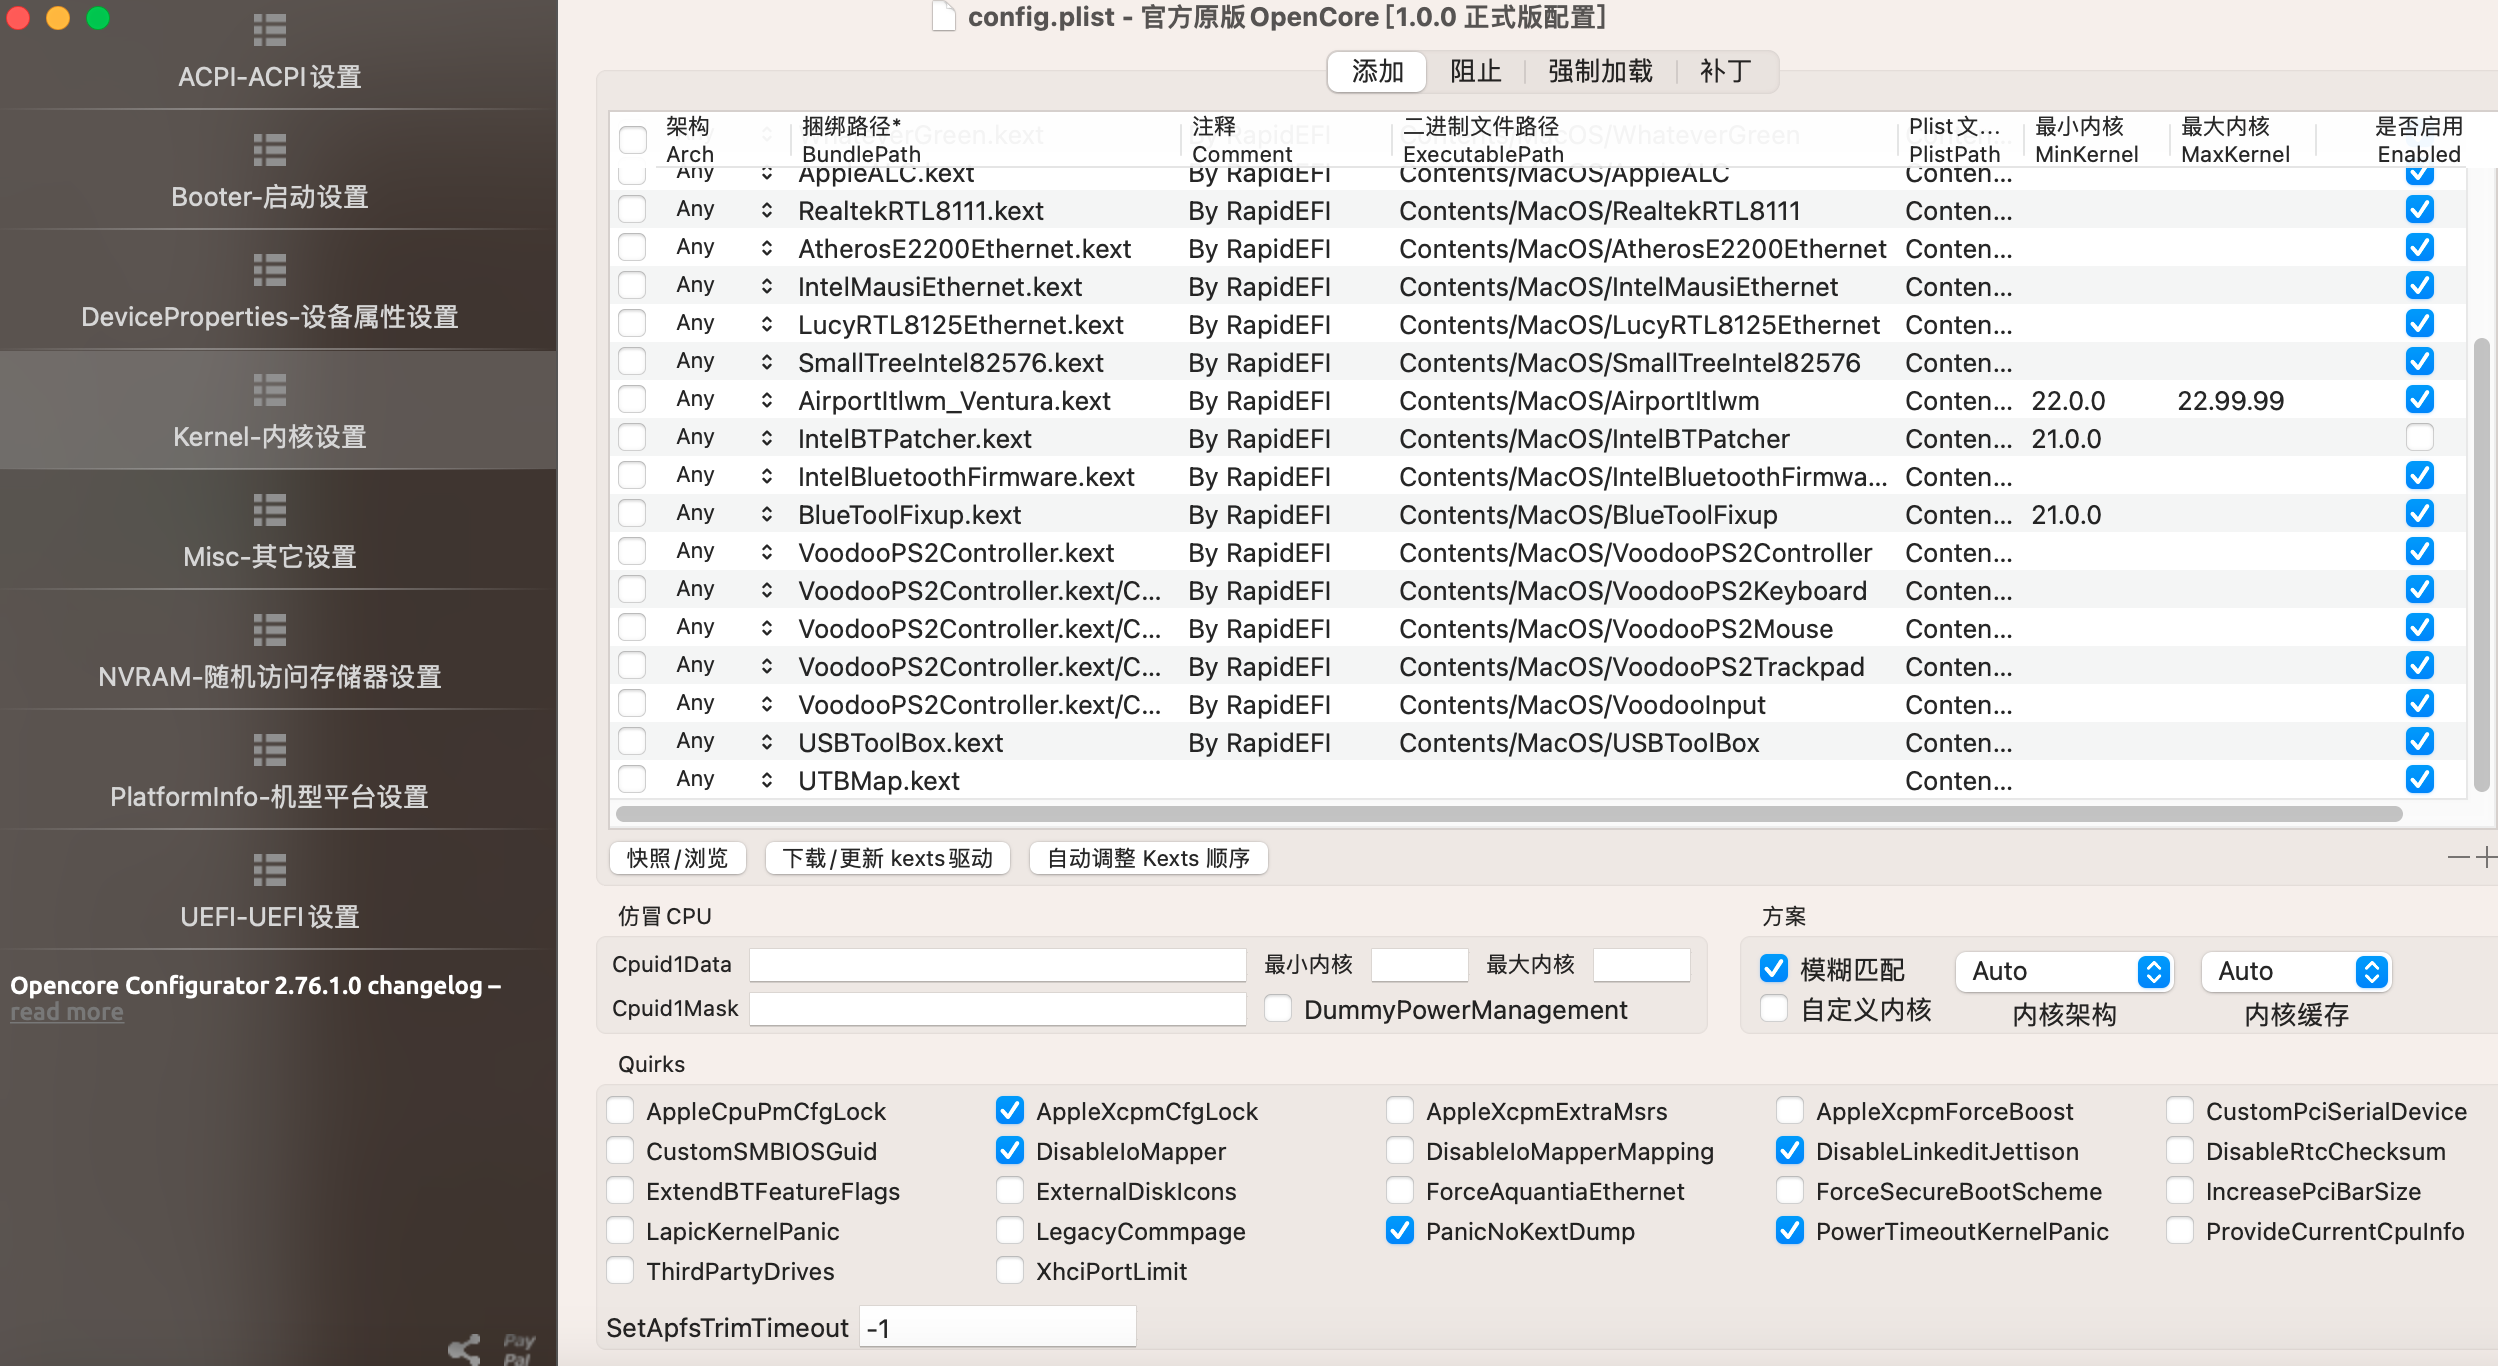 config.plist - 官方原版OpenCore[1.0.0 正式版配置]
ACPI-ACPI设置
Booter-启动设置
DeviceProperties-设备属性设置
Kernel-内核设置
Misc-其它设置
NVRAM-随机访问存储器设置
PlatformInfo-机型平台设置
UEFI-UEFI设置
Opencore Configurator 2.76.1.0 changelog –
read more
Pay
Pal
添加 阻止 强制加载 补丁
架构 捆绑路径* 注释 二进制文件路径 Plist文... 最小内核 最大内核 是否启用
Arch BundlePath Comment ExecutablePath PlistPath MinKernel MaxKernel Enabled
Any AppleALC.kext By RapidEFI Contents/MacOS/AppleALC Conten...
Any RealtekRTL8111.kext By RapidEFI Contents/MacOS/RealtekRTL8111 Conten...
Any AtherosE2200Ethernet.kext By RapidEFI Contents/MacOS/AtherosE2200Ethernet Conten...
Any IntelMausiEthernet.kext By RapidEFI Contents/MacOS/IntelMausiEthernet Conten...
Any LucyRTL8125Ethernet.kext By RapidEFI Contents/MacOS/LucyRTL8125Ethernet Conten...
Any SmallTreeIntel82576.kext By RapidEFI Contents/MacOS/SmallTreeIntel82576 Conten...
Any AirportItlwm_Ventura.kext By RapidEFI Contents/MacOS/AirportItlwm Conten... 22.0.0 22.99.99
Any IntelBTPatcher.kext By RapidEFI Contents/MacOS/IntelBTPatcher Conten... 21.0.0
Any IntelBluetoothFirmware.kext By RapidEFI Contents/MacOS/IntelBluetoothFirmwa... Conten...
Any BlueToolFixup.kext By RapidEFI Contents/MacOS/BlueToolFixup Conten... 21.0.0
Any VoodooPS2Controller.kext By RapidEFI Contents/MacOS/VoodooPS2Controller Conten...
Any VoodooPS2Controller.kext/C... By RapidEFI Contents/MacOS/VoodooPS2Keyboard Conten...
Any VoodooPS2Controller.kext/C... By RapidEFI Contents/MacOS/VoodooPS2Mouse Conten...
Any VoodooPS2Controller.kext/C... By RapidEFI Contents/MacOS/VoodooPS2Trackpad Conten...
Any VoodooPS2Controller.kext/C... By RapidEFI Contents/MacOS/VoodooInput Conten...
Any USBToolBox.kext By RapidEFI Contents/MacOS/USBToolBox Conten...
Any UTBMap.kext Conten...
快照/浏览 下载/更新 kexts驱动 自动调整 Kexts 顺序
仿冒CPU
Cpuid1Data 最小内核 最大内核
Cpuid1Mask DummyPowerManagement
方案
模糊匹配 Auto Auto
自定义内核 内核架构 内核缓存
Quirks
AppleCpuPmCfgLock AppleXcpmCfgLock AppleXcpmExtraMsrs AppleXcpmForceBoost CustomPciSerialDevice
CustomSMBIOSGuid DisableIoMapper DisableIoMapperMapping DisableLinkeditJettison DisableRtcChecksum
ExtendBTFeatureFlags ExternalDiskIcons ForceAquantiaEthernet ForceSecureBootScheme IncreasePciBarSize
LapicKernelPanic LegacyCommpage PanicNoKextDump PowerTimeoutKernelPanic ProvideCurrentCpuInfo
ThirdPartyDrives XhciPortLimit
SetApfsTrimTimeout -1